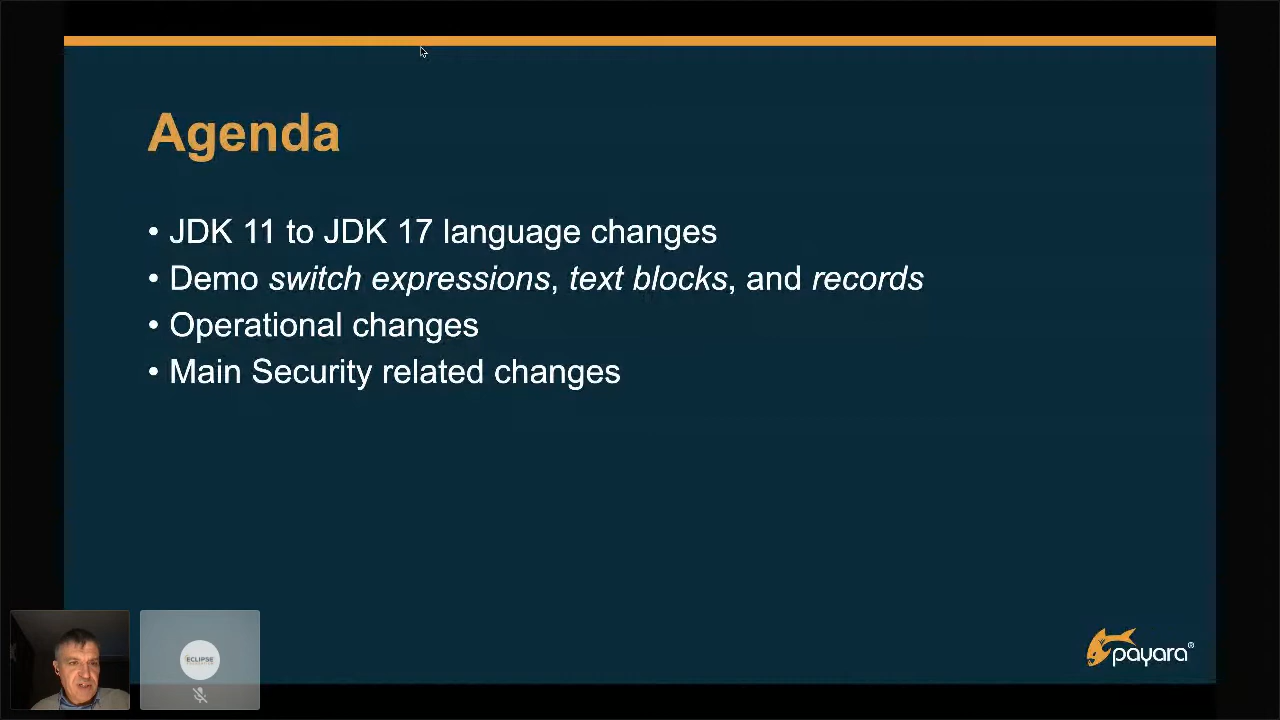 Agenda
• JDK 11 to JDK 17 language changes
• Demo switch expressions, text blocks, and records
• Operational changes
• Main Security related changes
ECLIPSE
payara®